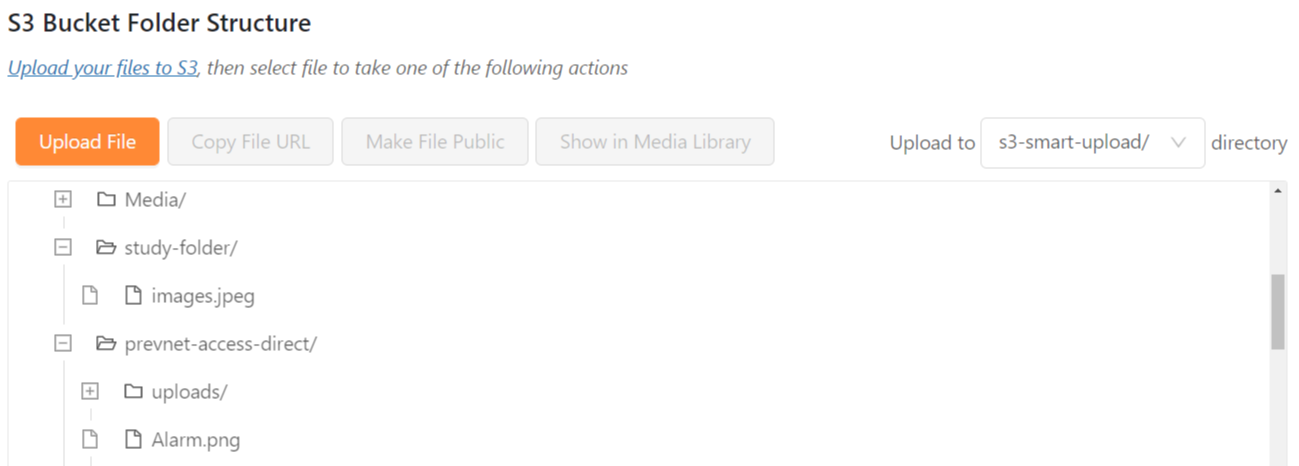 S3 Bucket Folder Structure
Upload your files to S3, then select file to take one of the following actions
Upload File Copy File URL Make File Public Show in Media Library Upload to s3-smart-upload/ directory
Media/
study-folder/
images.jpeg
prevnet-access-direct/
uploads/
Alarm.png